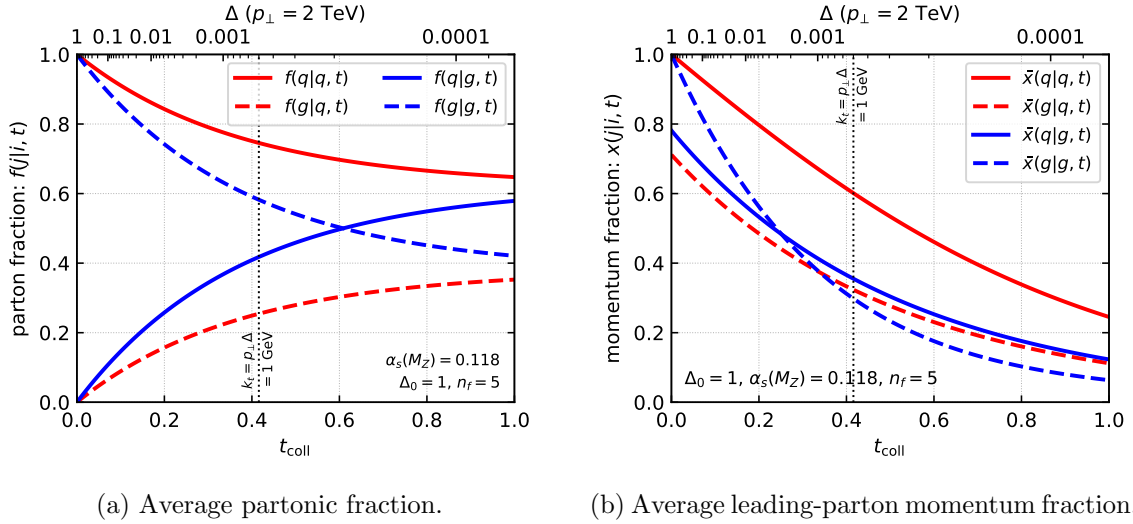 Δ (p⊥ = 2 TeV)
1 0.1 0.01 0.001 0.0001
1.0
0.8
0.6
0.4
0.2
0.0
parton fraction: f(j|i, t)
f(q|q, t) f(q|g, t)
f(g|q, t) f(g|g, t)
kt = p⊥Δ
= 1 GeV
αs(MZ) = 0.118
Δ0 = 1, nf = 5
0.0 0.2 0.4 0.6 0.8 1.0
tcoll
(a) Average partonic fraction.
Δ (p⊥ = 2 TeV)
1 0.1 0.01 0.001 0.0001
1.0
0.8
0.6
0.4
0.2
0.0
momentum fraction: x(j|i, t)
kt = p⊥Δ
= 1 GeV
x̄(q|q, t)
x̄(g|q, t)
x̄(q|g, t)
x̄(g|g, t)
Δ0 = 1, αs(MZ) = 0.118, nf = 5
0.0 0.2 0.4 0.6 0.8 1.0
tcoll
(b) Average leading-parton momentum fraction